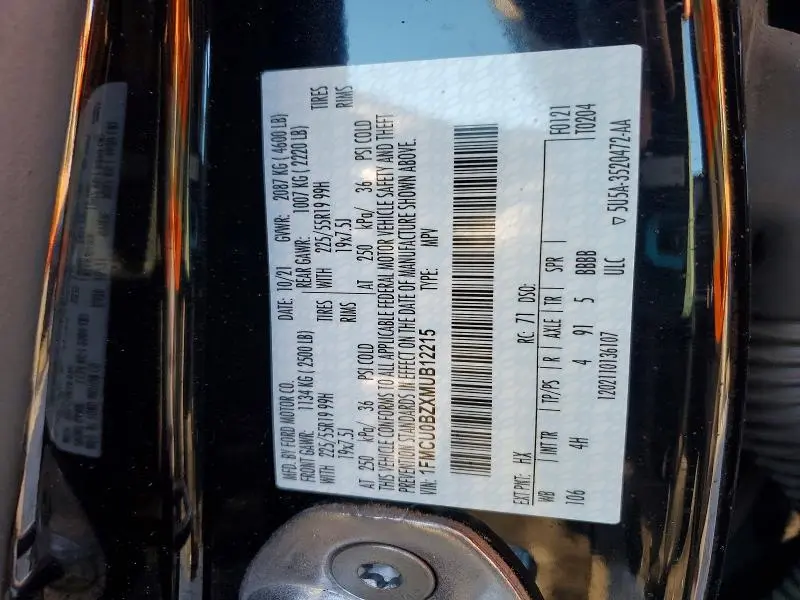 MFD. BY FORD MOTOR CO.
DATE: 10/21 GVWR: 2087 KG ( 4600 LB)
FRONT GAWR: 1134 KG ( 2500 LB) REAR GAWR: 1007 KG ( 2220 LB)
225/55R19 99H TIRES WITH 225/55R19 99H TIRES
19x7.5J RIMS 19x7.5J RIMS
AT 250 kPa/ 36 PSI COLD AT 250 kPa/ 36 PSI COLD
THIS VEHICLE CONFORMS TO ALL APPLICABLE FEDERAL MOTOR VEHICLE SAFETY AND THEFT
PREVENTION STANDARDS IN EFFECT ON THE DATE OF MANUFACTURE SHOWN ABOVE.
VIN: 1FMCU0BZXMUB12215 TYPE: MPV
F0121
T0204
EXT PNT: HX RC: 71 DSO:
WB INT TR TP/PS R AXLE TR SPR
106 4H 4 91 5 BBBB
1202110136107 ULC ▽ 5U5A-3520472-AA